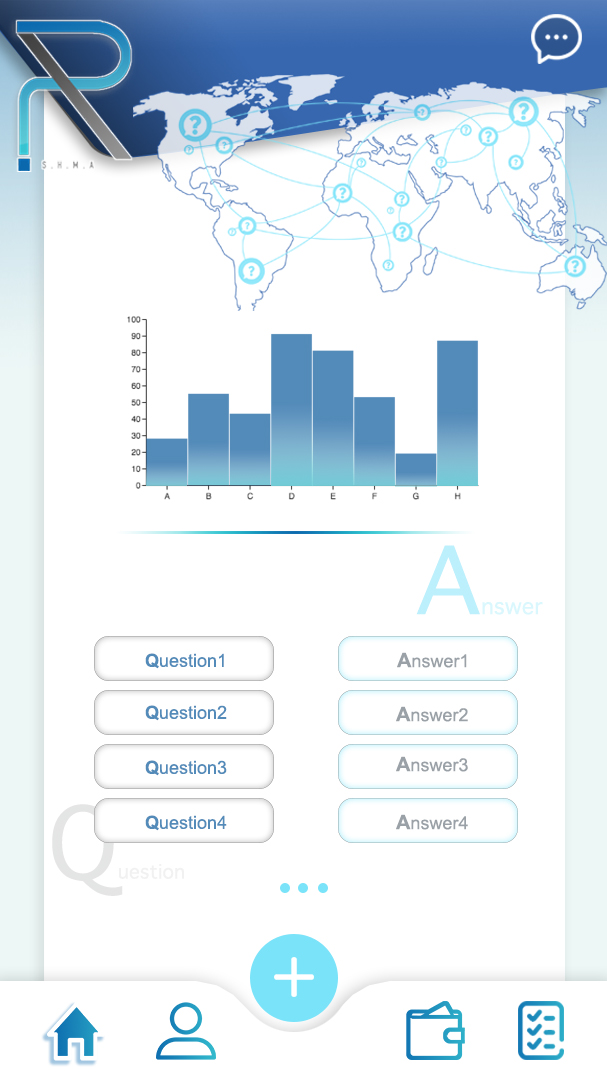 S.H.M.A
100
90
80
70
60
50
40
30
20
10
0
A B C D E F G H
Answer
Question1 Answer1
Question2 Answer2
Question3 Answer3
Question4 Answer4
Question